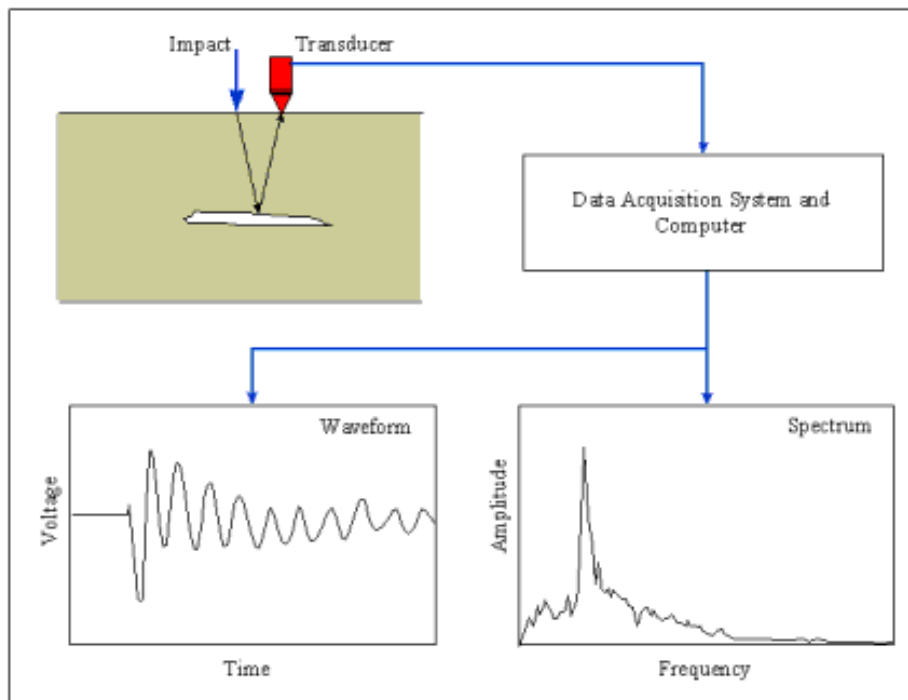 Impact
Transducer
Data Acquisition System and
Computer
Waveform
Voltage
Time
Spectrum
Amplitude
Frequency